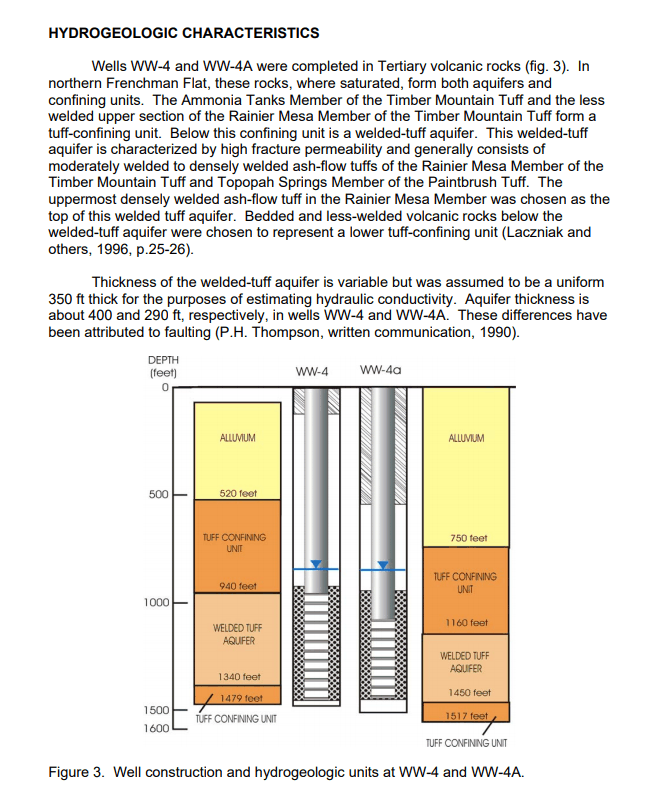 HYDROGEOLOGIC CHARACTERISTICS
Wells WW-4 and WW-4A were completed in Tertiary volcanic rocks (fig. 3). In
northern Frenchman Flat, these rocks, where saturated, form both aquifers and
confining units. The Ammonia Tanks Member of the Timber Mountain Tuff and the less
welded upper section of the Rainier Mesa Member of the Timber Mountain Tuff form a
tuff-confining unit. Below this confining unit is a welded-tuff aquifer. This welded-tuff
aquifer is characterized by high fracture permeability and generally consists of
moderately welded to densely welded ash-flow tuffs of the Rainier Mesa Member of the
Timber Mountain Tuff and Topopah Springs Member of the Paintbrush Tuff. The
uppermost densely welded ash-flow tuff in the Rainier Mesa Member was chosen as the
top of this welded tuff aquifer. Bedded and less-welded volcanic rocks below the
welded-tuff aquifer were chosen to represent a lower tuff-confining unit (Laczniak and
others, 1996, p.25-26).
Thickness of the welded-tuff aquifer is variable but was assumed to be a uniform
350 ft thick for the purposes of estimating hydraulic conductivity. Aquifer thickness is
about 400 and 290 ft, respectively, in wells WW-4 and WW-4A. These differences have
been attributed to faulting (P.H. Thompson, written communication, 1990).
DEPTH
(feet)
0
500
1000
1500
1600
ALLUVIUM
520 feet
TUFF CONFINING
UNIT
940 feet
WELDED TUFF
AQUIFER
1340 feet
1479 feet
TUFF CONFINING UNIT
WW-4
WW-4a
ALLUVIUM
750 feet
TUFF CONFINING
UNIT
1160 feet
WELDED TUFF
AQUIFER
1450 feet
1517 feet
TUFF CONFINING UNIT
Figure 3. Well construction and hydrogeologic units at WW-4 and WW-4A.